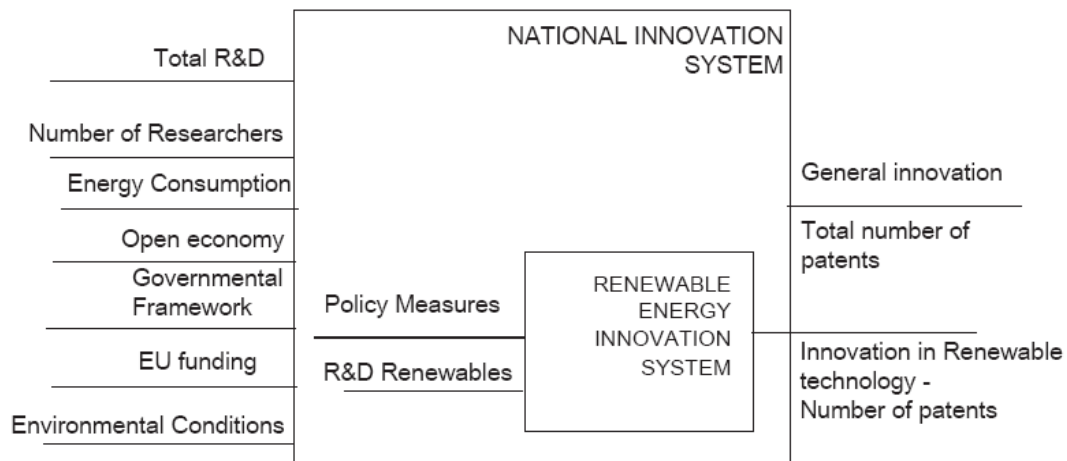 NATIONAL INNOVATION
SYSTEM
Total R&D
Number of Researchers
Energy Consumption
Open economy
Governmental
Framework
EU funding
Environmental Conditions
Policy Measures
R&D Renewables
RENEWABLE
ENERGY
INNOVATION
SYSTEM
General innovation
Total number of
patents
Innovation in Renewable
technology -
Number of patents